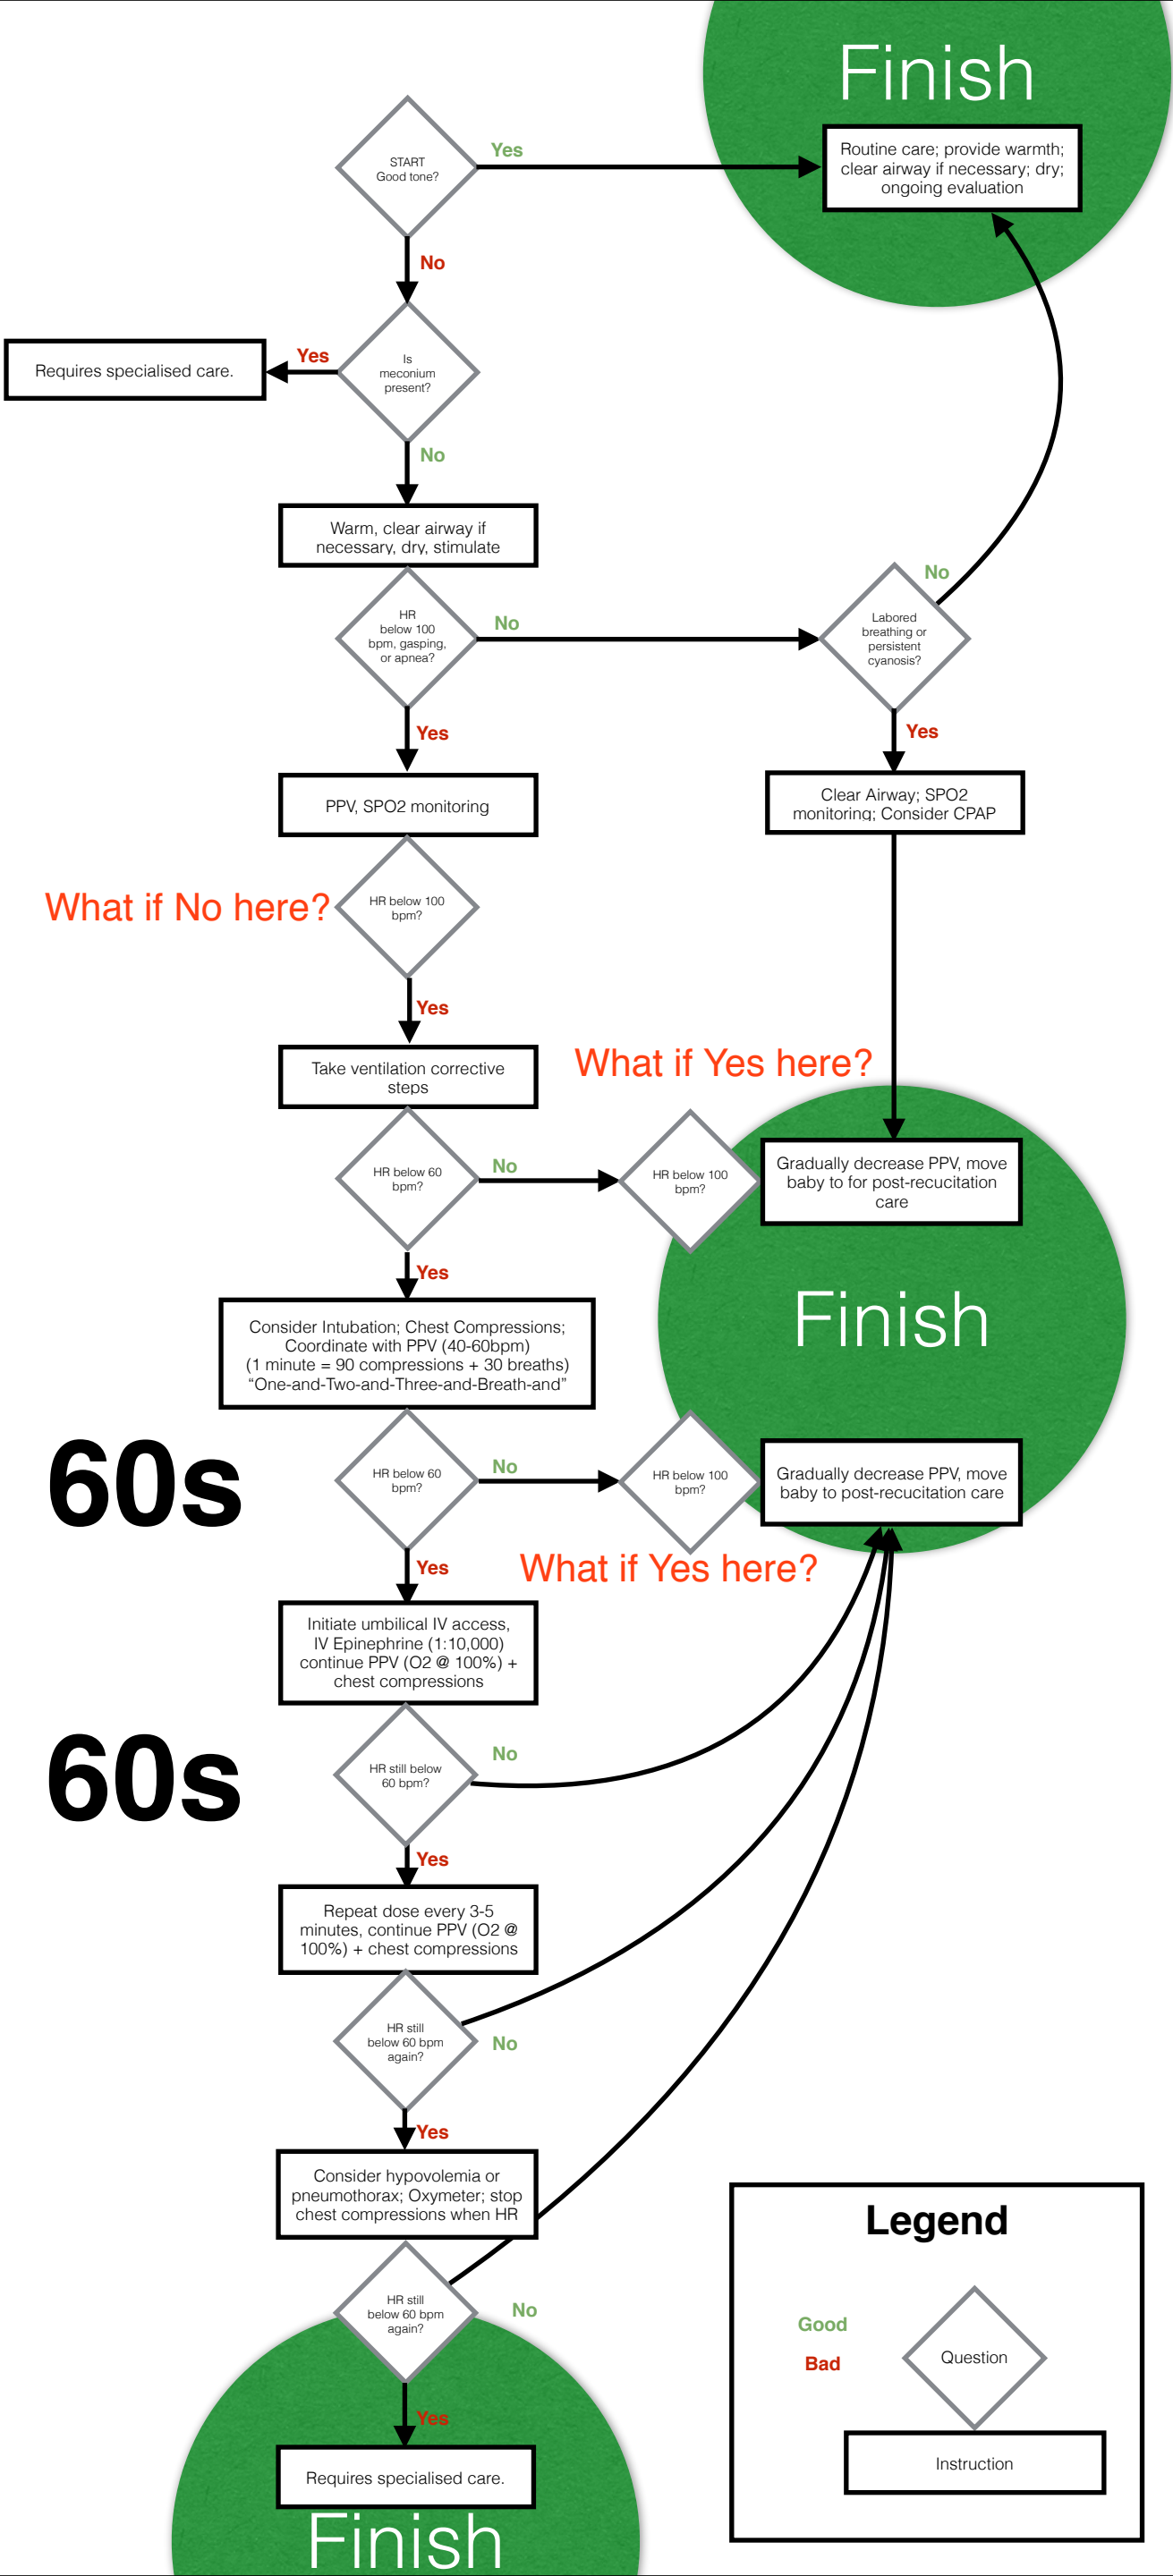 Finish
START
Good tone?
Yes
Routine care; provide warmth;
clear airway if necessary; dry;
ongoing evaluation
No
Is
meconium
present?
Yes
Requires specialised care.
No
Warm, clear airway if
necessary, dry, stimulate
HR
below 100
bpm, gasping,
or apnea?
No
Labored
breathing or
persistent
cyanosis?
No
Yes
Yes
PPV, SPO2 monitoring
Clear Airway; SPO2
monitoring; Consider CPAP
What if No here?
HR below 100
bpm?
Yes
Take ventilation corrective
steps
What if Yes here?
HR below 60
bpm?
No
HR below 100
bpm?
Gradually decrease PPV, move
baby to for post-recucitation
care
Yes
Finish
Consider Intubation; Chest Compressions;
Coordinate with PPV (40-60bpm)
(1 minute = 90 compressions + 30 breaths)
“One-and-Two-and-Three-and-Breath-and”
60s
HR below 60
bpm?
No
HR below 100
bpm?
Gradually decrease PPV, move
baby to post-recucitation care
Yes
What if Yes here?
Initiate umbilical IV access,
IV Epinephrine (1:10,000)
continue PPV (O2 @ 100%) +
chest compressions
60s
HR still below
60 bpm?
No
Yes
Repeat dose every 3-5
minutes, continue PPV (O2 @
100%) + chest compressions
HR still
below 60 bpm
again?
No
Yes
Consider hypovolemia or
pneumothorax; Oxymeter; stop
chest compressions when HR
HR still
below 60 bpm
again?
No
Yes
Requires specialised care.
Finish
Legend
Good
Bad
Question
Instruction